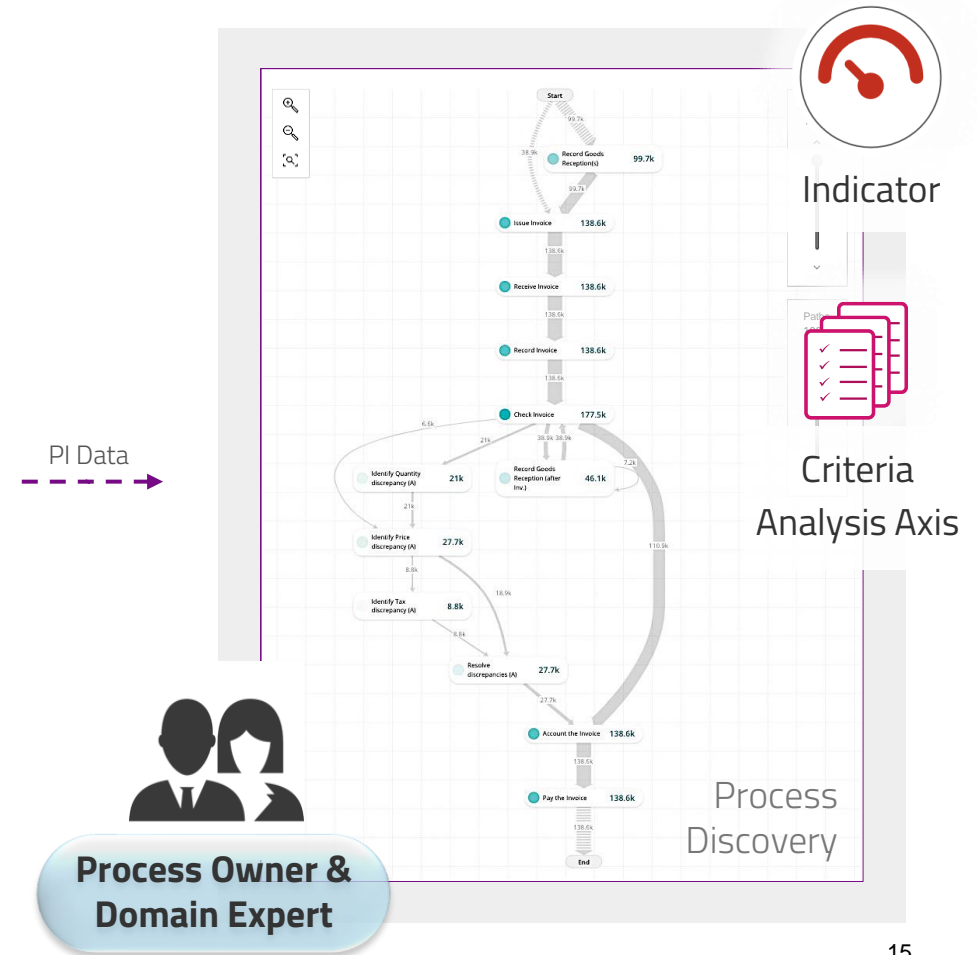 Start
99.7k
38.9k
Record Goods
Reception(s)
99.7k
99.7k
Issue Invoice
138.6k
138.6k
Receive Invoice
138.6k
138.6k
Record Invoice
138.6k
138.6k
Check Invoice
177.5k
6.6k
21k
38.9k
38.9k
7.2k
110.9k
Identify Quantity
discrepancy (A)
21k
Record Goods
Reception (after
Inv.)
46.1k
21k
Identify Price
discrepancy (A)
27.7k
8.8k
18.9k
Identify Tax
discrepancy (A)
8.8k
8.8k
Resolve
discrepancies (A)
27.7k
27.7k
Account the Invoice
138.6k
138.6k
Pay the Invoice
138.6k
138.6k
End
Indicator
Criteria
Analysis Axis
PI Data
Process
Discovery
Process Owner &
Domain Expert
15